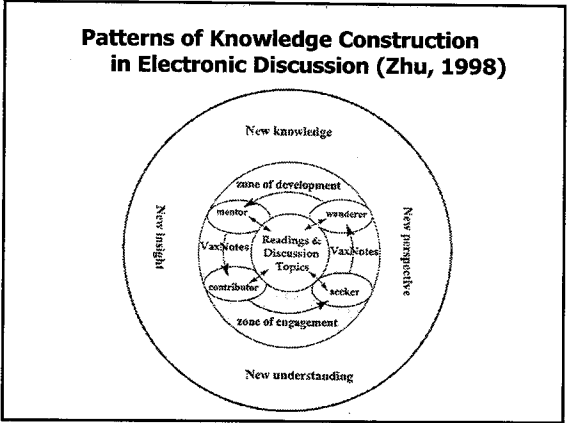 Patterns of Knowledge Construction
in Electronic Discussion (Zhu, 1998)
New knowledge
zone of development
mentor
wanderer
New insight
VaxNotes
Readings &
Discussion
Topics
VaxNotes
New perspective
contributor
seeker
zone of engagement
New understanding